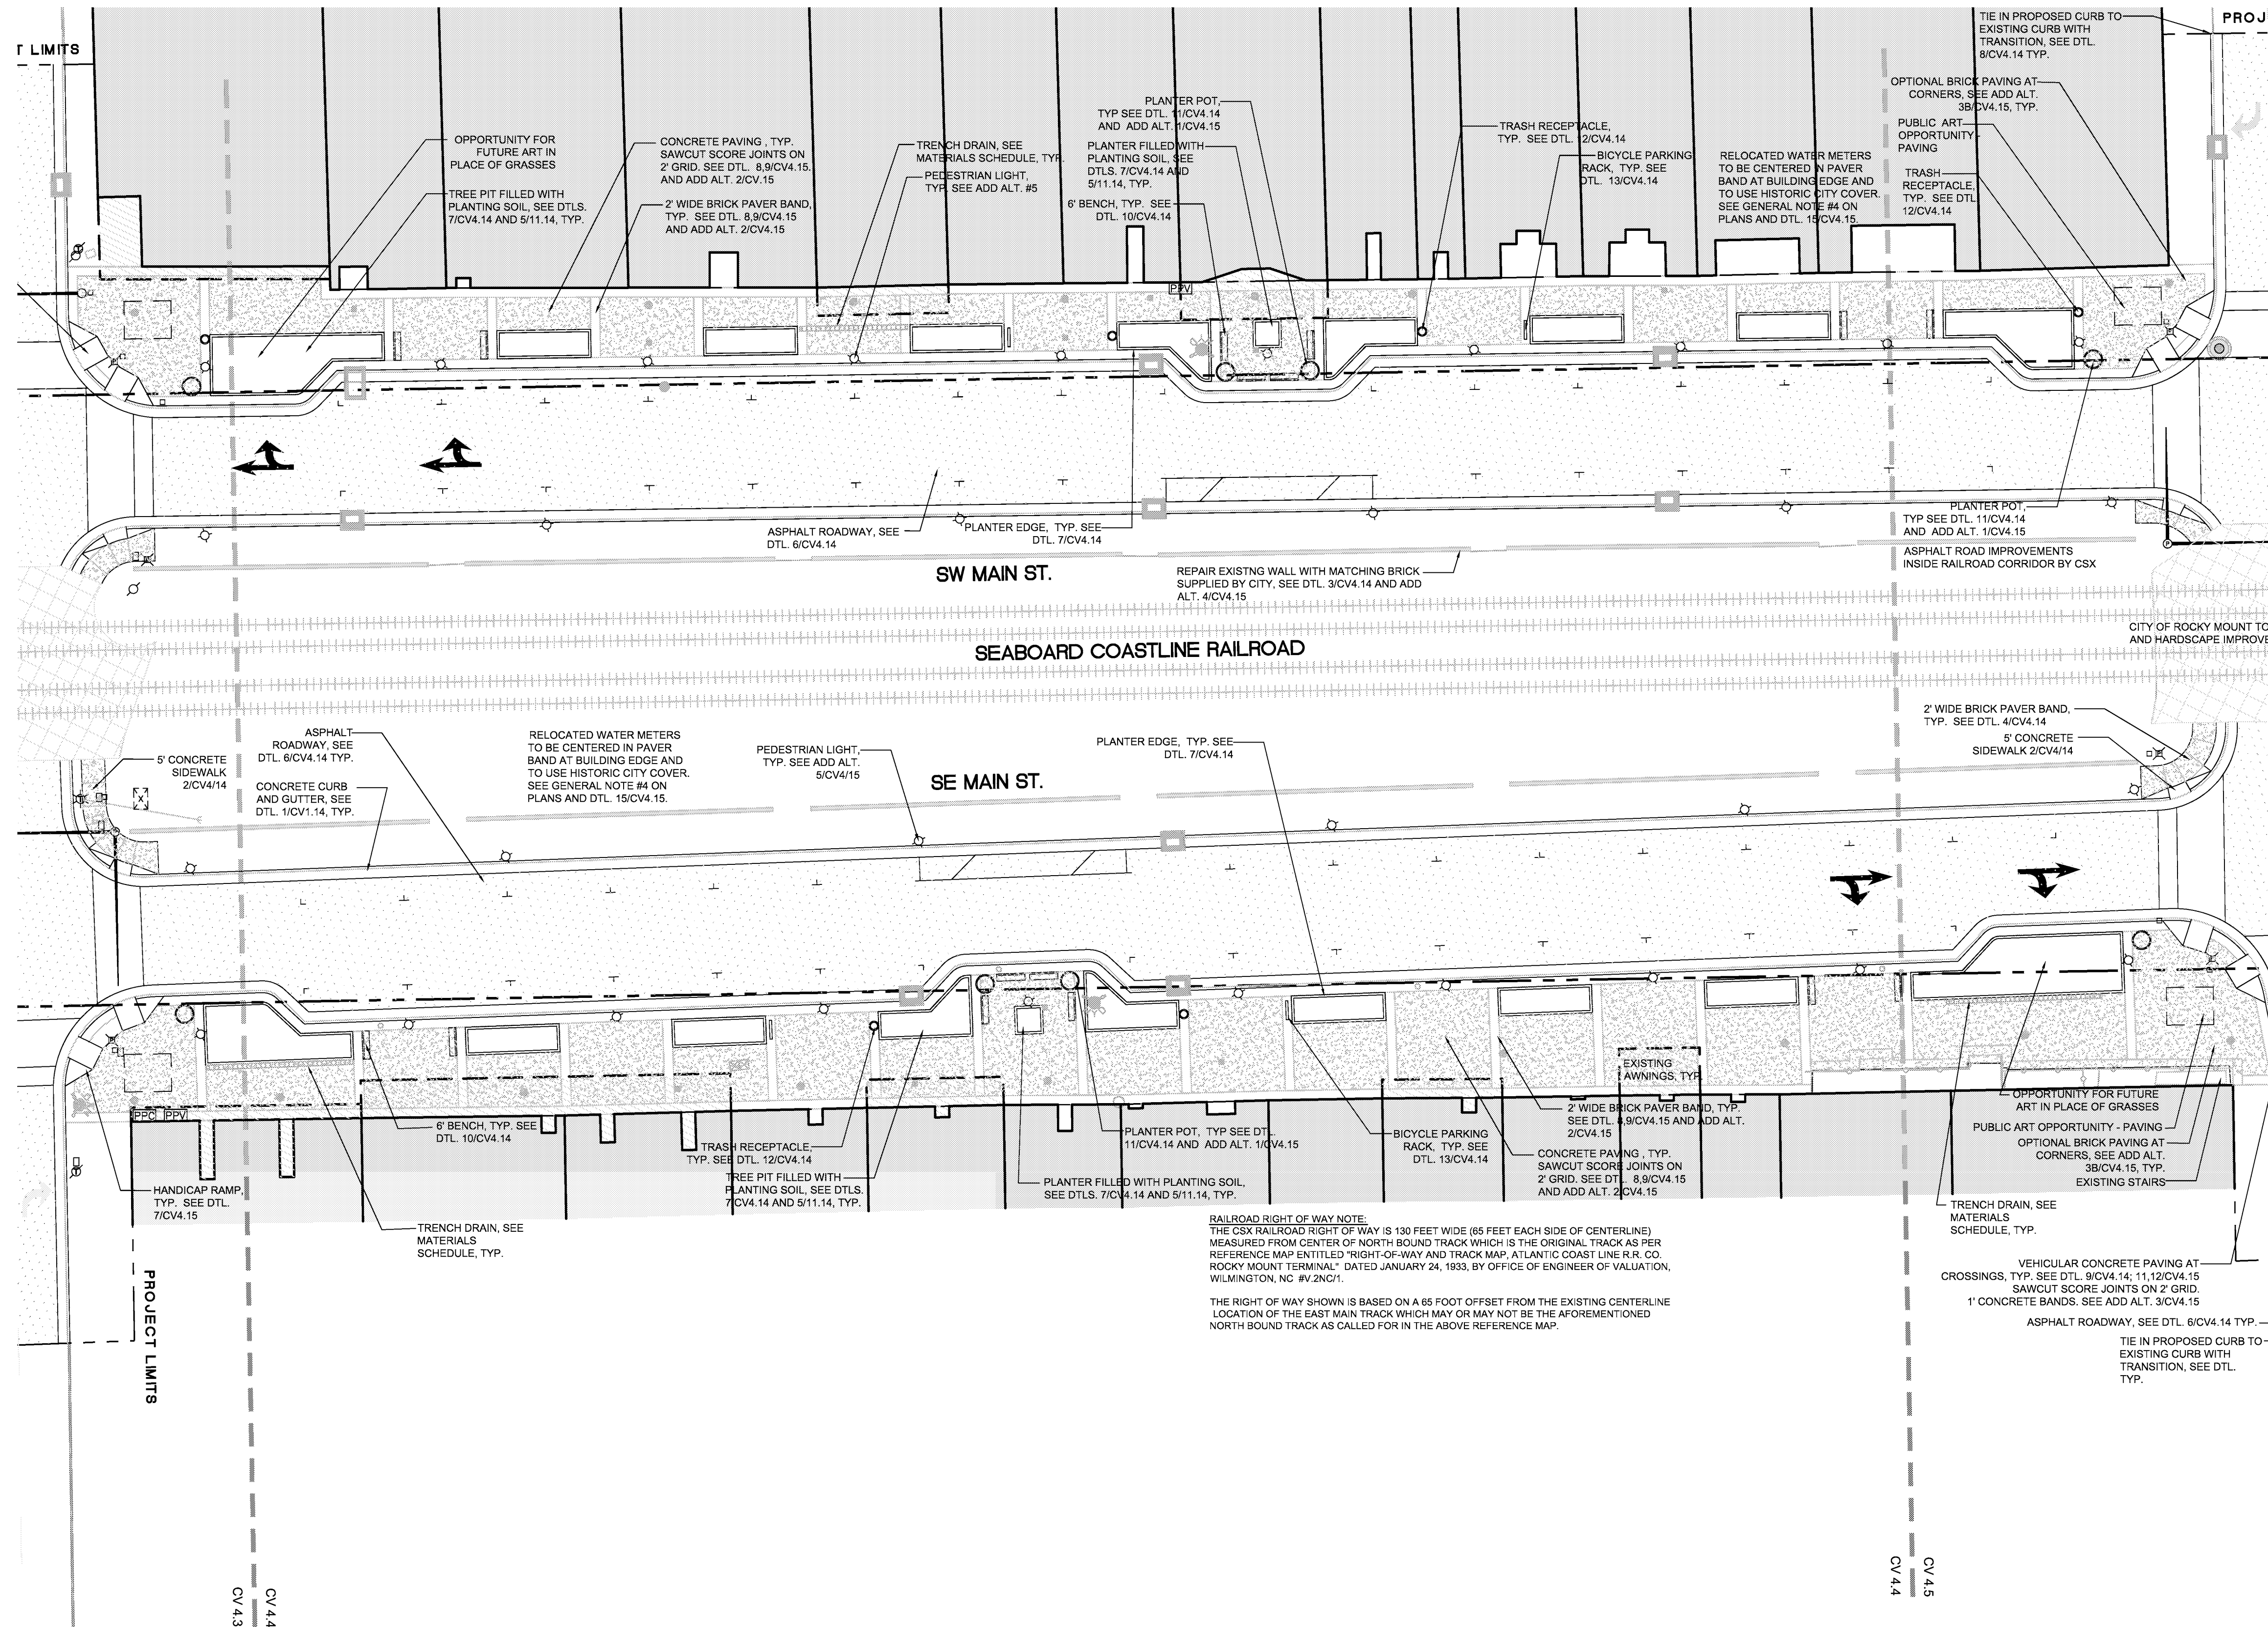 T LIMITS
TIE IN PROPOSED CURB TO
EXISTING CURB WITH
TRANSITION, SEE DTL.
8/CV4.14 TYP.
PROJ
OPTIONAL BRICK PAVING AT
CORNERS, SEE ADD ALT.
3B/CV4.15, TYP.
PUBLIC ART
OPPORTUNITY -
PAVING
TRASH
RECEPTACLE,
TYP. SEE DTL
12/CV4.14
OPPORTUNITY FOR
FUTURE ART IN
PLACE OF GRASSES
TREE PIT FILLED WITH
PLANTING SOIL, SEE DTLS.
7/CV4.14 AND 5/11.14, TYP.
CONCRETE PAVING , TYP.
SAWCUT SCORE JOINTS ON
2' GRID. SEE DTL. 8,9/CV4.15.
AND ADD ALT. 2/CV.15
2' WIDE BRICK PAVER BAND,
TYP. SEE DTL. 8,9/CV4.15
AND ADD ALT. 2/CV4.15
TRENCH DRAIN, SEE
MATERIALS SCHEDULE, TYP.
PEDESTRIAN LIGHT,
TYP. SEE ADD ALT. #5
PLANTER POT,
TYP SEE DTL. 11/CV4.14
AND ADD ALT. 1/CV4.15
PLANTER FILLED WITH
PLANTING SOIL, SEE
DTLS. 7/CV4.14 AND
5/11.14, TYP.
6' BENCH, TYP. SEE
DTL. 10/CV4.14
TRASH RECEPTACLE,
TYP. SEE DTL. 12/CV4.14
BICYCLE PARKING
RACK, TYP. SEE
DTL. 13/CV4.14
RELOCATED WATER METERS
TO BE CENTERED IN PAVER
BAND AT BUILDING EDGE AND
TO USE HISTORIC CITY COVER.
SEE GENERAL NOTE #4 ON
PLANS AND DTL. 15/CV4.15.
PPV
ASPHALT ROADWAY, SEE
DTL. 6/CV4.14
PLANTER EDGE, TYP. SEE
DTL. 7/CV4.14
PLANTER POT,
TYP SEE DTL. 11/CV4.14
AND ADD ALT. 1/CV4.15
ASPHALT ROAD IMPROVEMENTS
INSIDE RAILROAD CORRIDOR BY CSX
SW MAIN ST.
REPAIR EXISTNG WALL WITH MATCHING BRICK
SUPPLIED BY CITY, SEE DTL. 3/CV4.14 AND ADD
ALT. 4/CV4.15
SEABOARD COASTLINE RAILROAD
CITY OF ROCKY MOUNT TO
AND HARDSCAPE IMPROVE
5' CONCRETE
SIDEWALK
2/CV4/14
ASPHALT
ROADWAY, SEE
DTL. 6/CV4.14 TYP.
CONCRETE CURB
AND GUTTER, SEE
DTL. 1/CV1.14, TYP.
RELOCATED WATER METERS
TO BE CENTERED IN PAVER
BAND AT BUILDING EDGE AND
TO USE HISTORIC CITY COVER.
SEE GENERAL NOTE #4 ON
PLANS AND DTL. 15/CV4.15.
PEDESTRIAN LIGHT,
TYP. SEE ADD ALT.
5/CV4/15
SE MAIN ST.
PLANTER EDGE, TYP. SEE
DTL. 7/CV4.14
2' WIDE BRICK PAVER BAND,
TYP. SEE DTL. 4/CV4.14
5' CONCRETE
SIDEWALK 2/CV4/14
X
P
PPC PPV
6' BENCH, TYP. SEE
DTL. 10/CV4.14
TRASH RECEPTACLE,
TYP. SEE DTL. 12/CV4.14
TREE PIT FILLED WITH
PLANTING SOIL, SEE DTLS.
7/CV4.14 AND 5/11.14, TYP.
HANDICAP RAMP,
TYP. SEE DTL.
7/CV4.15
TRENCH DRAIN, SEE
MATERIALS
SCHEDULE, TYP.
PLANTER POT, TYP SEE DTL.
11/CV4.14 AND ADD ALT. 1/CV4.15
PLANTER FILLED WITH PLANTING SOIL,
SEE DTLS. 7/CV4.14 AND 5/11.14, TYP.
BICYCLE PARKING
RACK, TYP. SEE
DTL. 13/CV4.14
EXISTING
AWNINGS, TYP.
2' WIDE BRICK PAVER BAND, TYP.
SEE DTL. 8,9/CV4.15 AND ADD ALT.
2/CV4.15
CONCRETE PAVING , TYP.
SAWCUT SCORE JOINTS ON
2' GRID. SEE DTL. 8,9/CV4.15
AND ADD ALT. 2/CV4.15
OPPORTUNITY FOR FUTURE
ART IN PLACE OF GRASSES
PUBLIC ART OPPORTUNITY - PAVING
OPTIONAL BRICK PAVING AT
CORNERS, SEE ADD ALT.
3B/CV4.15, TYP.
EXISTING STAIRS
TRENCH DRAIN, SEE
MATERIALS
SCHEDULE, TYP.
RAILROAD RIGHT OF WAY NOTE:
THE CSX RAILROAD RIGHT OF WAY IS 130 FEET WIDE (65 FEET EACH SIDE OF CENTERLINE)
MEASURED FROM CENTER OF NORTH BOUND TRACK WHICH IS THE ORIGINAL TRACK AS PER
REFERENCE MAP ENTITLED "RIGHT-OF-WAY AND TRACK MAP, ATLANTIC COAST LINE R.R. CO.
ROCKY MOUNT TERMINAL" DATED JANUARY 24, 1933, BY OFFICE OF ENGINEER OF VALUATION,
WILMINGTON, NC #V.2NC/1.
THE RIGHT OF WAY SHOWN IS BASED ON A 65 FOOT OFFSET FROM THE EXISTING CENTERLINE
LOCATION OF THE EAST MAIN TRACK WHICH MAY OR MAY NOT BE THE AFOREMENTIONED
NORTH BOUND TRACK AS CALLED FOR IN THE ABOVE REFERENCE MAP.
VEHICULAR CONCRETE PAVING AT
CROSSINGS, TYP. SEE DTL. 9/CV4.14; 11,12/CV4.15
SAWCUT SCORE JOINTS ON 2' GRID.
1' CONCRETE BANDS. SEE ADD ALT. 3/CV4.15
ASPHALT ROADWAY, SEE DTL. 6/CV4.14 TYP.
TIE IN PROPOSED CURB TO
EXISTING CURB WITH
TRANSITION, SEE DTL.
TYP.
PROJECT LIMITS
CV 4.3
CV 4.4
CV 4.4
CV 4.5